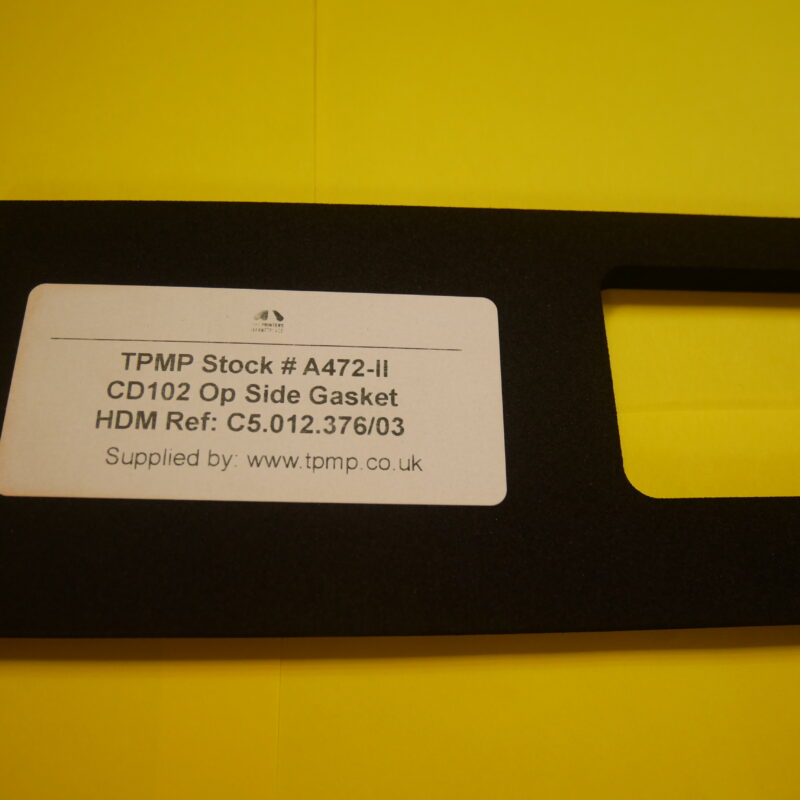 TPMP Stock # A472-II
CD102 Op Side Gasket
HDM Ref: C5.012.376/03
Supplied by: www.tpmp.co.uk